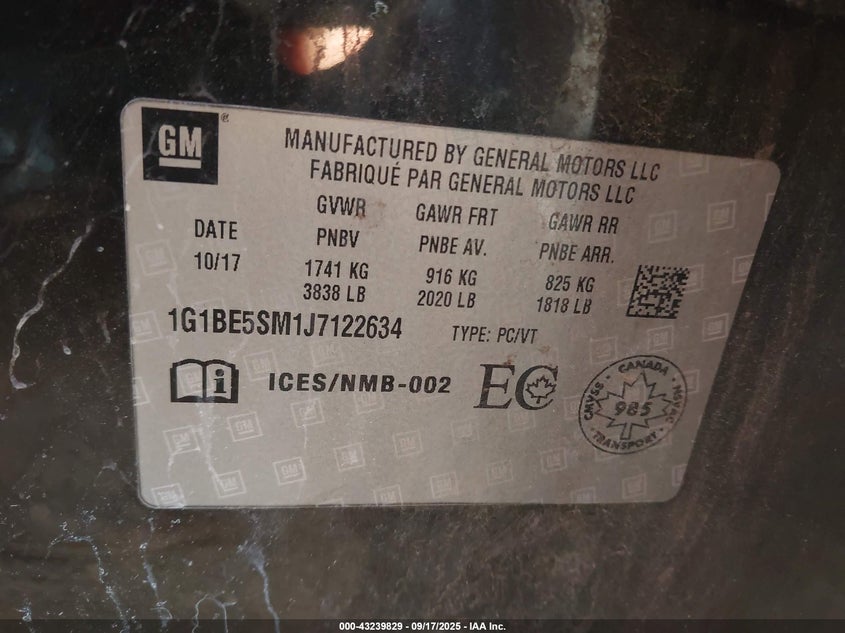 GM®
MANUFACTURED BY GENERAL MOTORS LLC
FABRIQUÉ PAR GENERAL MOTORS LLC
DATE
10/17
GVWR
PNBV
1741 KG
3838 LB
GAWR FRT
PNBE AV.
916 KG
2020 LB
GAWR RR
PNBE ARR.
825 KG
1818 LB
1G1BE5SM1J7122634
TYPE: PC/VT
i ICES/NMB-002 EC
CANADA
CMVSS
985
NSVAC
TRANSPORT
000-43239829 - 09/17/2025 - IAA Inc.